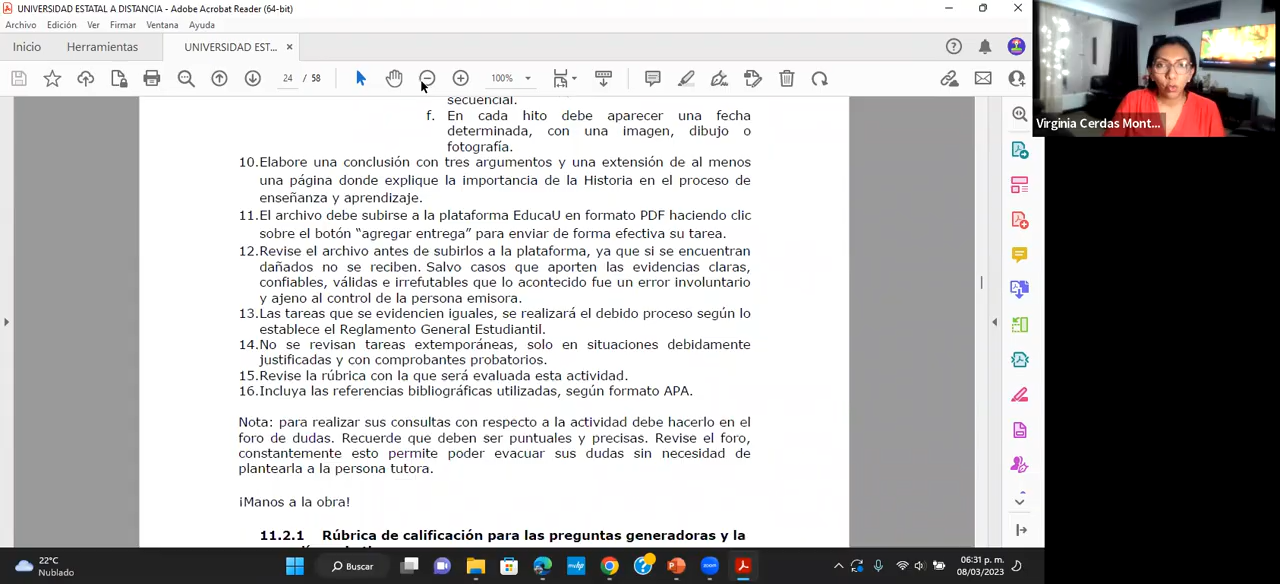 UNIVERSIDAD ESTATAL A DISTANCIA - Adobe Acrobat Reader (64-bit)
Archivo Edición Ver Firmar Ventana Ayuda
Inicio Herramientas UNIVERSIDAD EST... ×
24 / 58 100%
secuencial.
f. En cada hito debe aparecer una fecha
determinada, con una imagen, dibujo o
fotografía.
10.Elabore una conclusión con tres argumentos y una extensión de al menos
una página donde explique la importancia de la Historia en el proceso de
enseñanza y aprendizaje.
11.El archivo debe subirse a la plataforma EducaU en formato PDF haciendo clic
sobre el botón “agregar entrega” para enviar de forma efectiva su tarea.
12.Revise el archivo antes de subirlos a la plataforma, ya que si se encuentran
dañados no se reciben. Salvo casos que aporten las evidencias claras,
confiables, válidas e irrefutables que lo acontecido fue un error involuntario
y ajeno al control de la persona emisora.
13.Las tareas que se evidencien iguales, se realizará el debido proceso según lo
establece el Reglamento General Estudiantil.
14.No se revisan tareas extemporáneas, solo en situaciones debidamente
justificadas y con comprobantes probatorios.
15.Revise la rúbrica con la que será evaluada esta actividad.
16.Incluya las referencias bibliográficas utilizadas, según formato APA.
Nota: para realizar sus consultas con respecto a la actividad debe hacerlo en el
foro de dudas. Recuerde que deben ser puntuales y precisas. Revise el foro,
constantemente esto permite poder evacuar sus dudas sin necesidad de
plantearla a la persona tutora.
¡Manos a la obra!
11.2.1 Rúbrica de calificación para las preguntas generadoras y la
Virginia Cerdas Mont...
22°C
Nublado
Buscar
mvhp
zoom
06:31 p. m.
08/03/2023